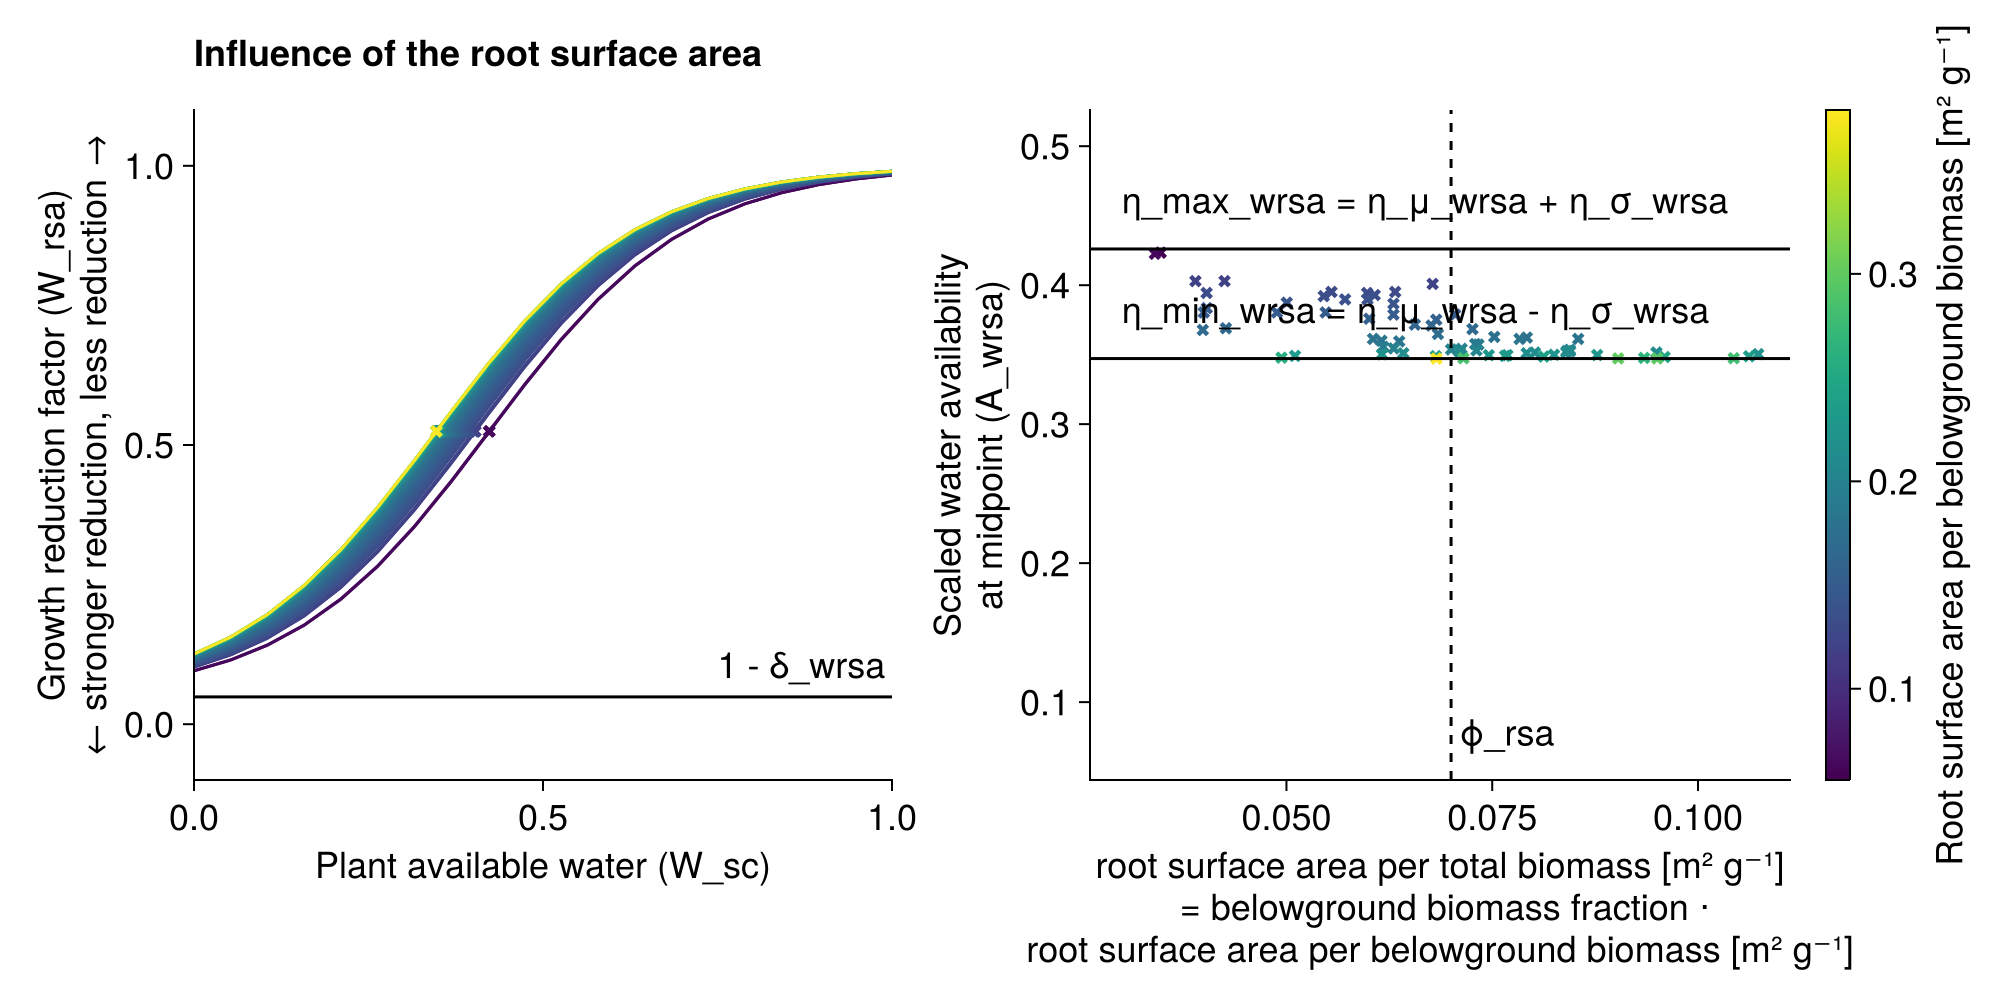 Influence of the root surface area
Growth reduction factor (W_rsa)
← stronger reduction, less reduction →
1.0
0.5
0.0
1 - δ_wrsa
0.0
0.5
1.0
Plant available water (W_sc)
Scaled water availability
at midpoint (A_wrsa)
0.5
0.4
0.3
0.2
0.1
η_max_wrsa = η_μ_wrsa + η_σ_wrsa
η_min_wrsa = η_μ_wrsa - η_σ_wrsa
ϕ_rsa
0.050
0.075
0.100
root surface area per total biomass [m² g⁻¹]
= belowground biomass fraction ⋅
root surface area per belowground biomass [m² g⁻¹]
0.3
0.2
0.1
Root surface area per belowground biomass [m² g⁻¹]